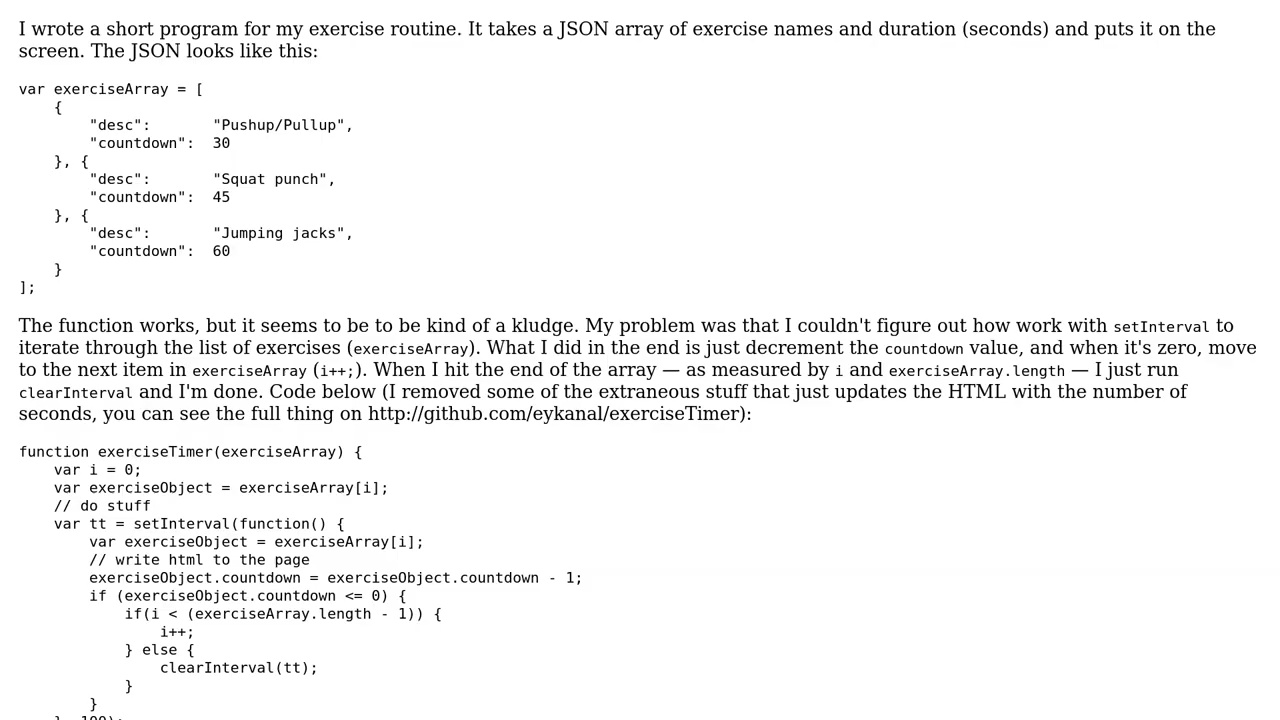 I wrote a short program for my exercise routine. It takes a JSON array of exercise names and duration (seconds) and puts it on the
screen. The JSON looks like this:
var exerciseArray = [
    {
        "desc":       "Pushup/Pullup",
        "countdown":  30
    }, {
        "desc":       "Squat punch",
        "countdown":  45
    }, {
        "desc":       "Jumping jacks",
        "countdown":  60
    }
];
The function works, but it seems to be to be kind of a kludge. My problem was that I couldn't figure out how work with setInterval to
iterate through the list of exercises (exerciseArray). What I did in the end is just decrement the countdown value, and when it's zero, move
to the next item in exerciseArray (i++;). When I hit the end of the array — as measured by i and exerciseArray.length — I just run
clearInterval and I'm done. Code below (I removed some of the extraneous stuff that just updates the HTML with the number of
seconds, you can see the full thing on http://github.com/eykanal/exerciseTimer):
function exerciseTimer(exerciseArray) {
    var i = 0;
    var exerciseObject = exerciseArray[i];
    // do stuff
    var tt = setInterval(function() {
        var exerciseObject = exerciseArray[i];
        // write html to the page
        exerciseObject.countdown = exerciseObject.countdown - 1;
        if (exerciseObject.countdown <= 0) {
            if(i < (exerciseArray.length - 1)) {
                i++;
            } else {
                clearInterval(tt);
            }
        }